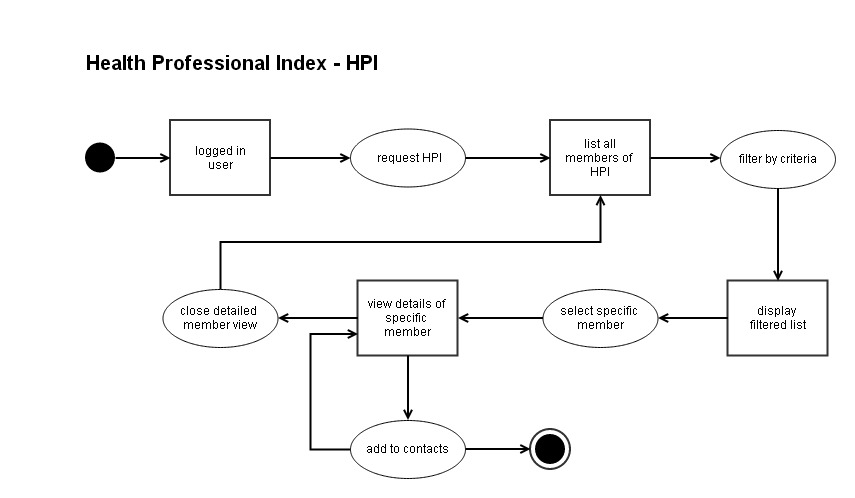 Health Professional Index - HPI
logged in
user
request HPI
list all
members of
HPI
filter by criteria
close detailed
member view
view details of
specific
member
select specific
member
display
filtered list
add to contacts